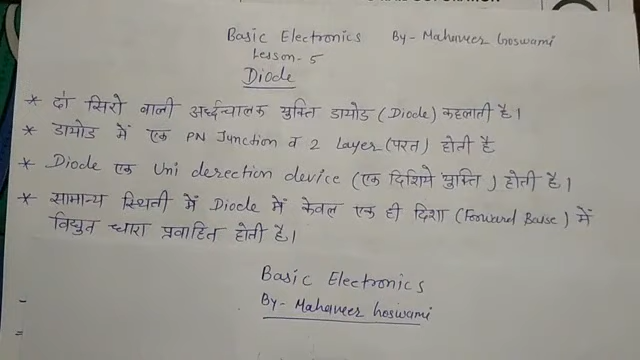 Basic Electronics By- Mahaveer Goswami
Lesson-5
Diode
* दो सिरो वाली अर्धचालक युक्ति डायोड (Diode) कहलाती है।
* डायोड में एक PN Junction व 2 Layer (परत) होती है
* Diode एक Uni derection device (एक दिशिय युक्ति) होती है।
* सामान्य स्थिती में Diode में केवल एक ही दिशा (Forward Baise) में
विद्युत धारा प्रवाहित होती है।
Basic Electronics
By- Mahaveer Goswami